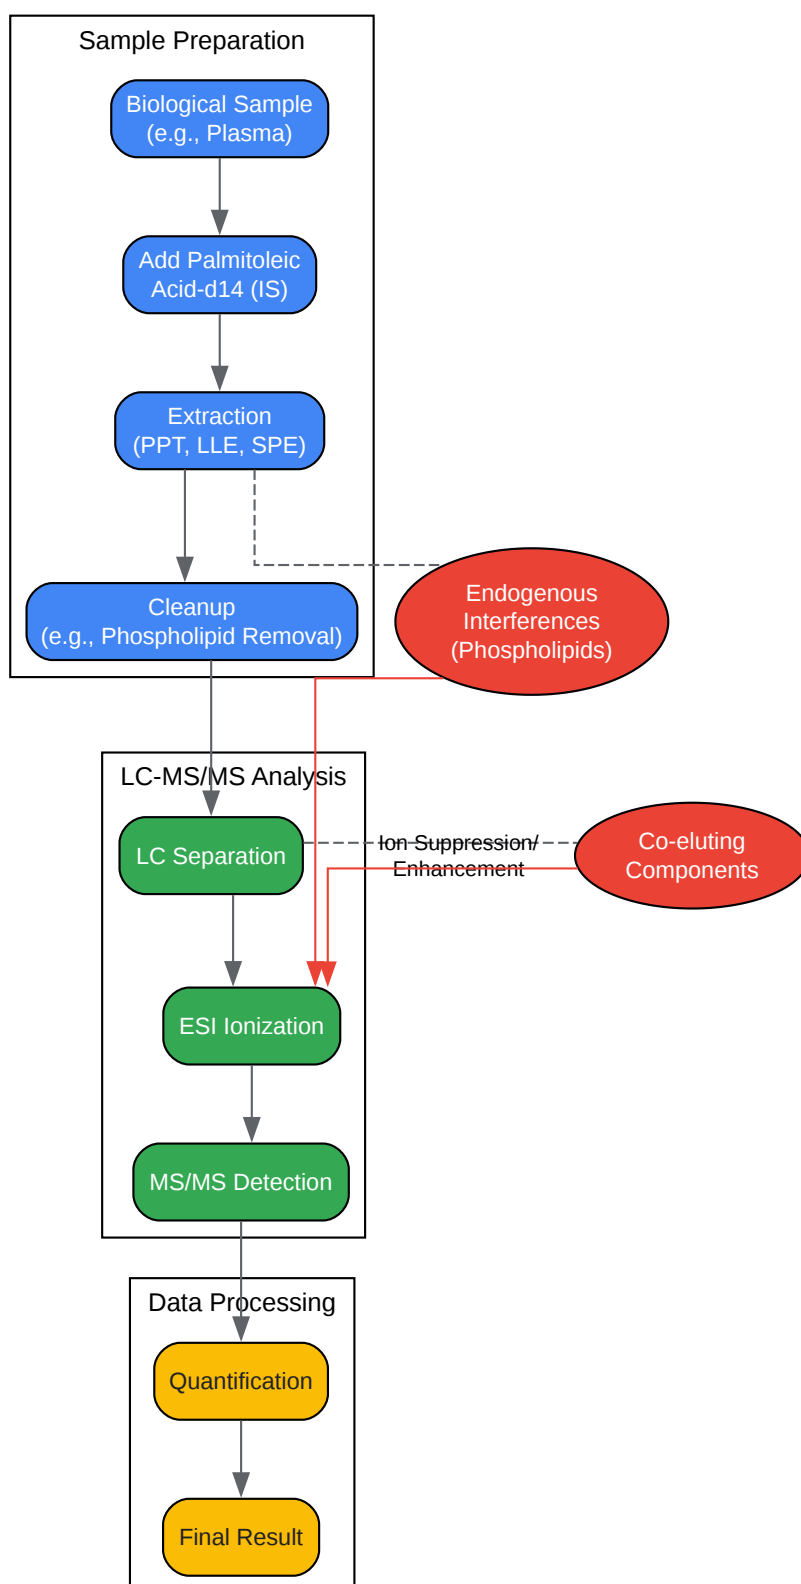 Sample Preparation
Biological Sample
(e.g., Plasma)
Add Palmitoleic
Acid-d14 (IS)
Extraction
(PPT, LLE, SPE)
Cleanup
(e.g., Phospholipid Removal)
Endogenous
Interferences
(Phospholipids)
LC-MS/MS Analysis
LC Separation
Ion Suppression/
Enhancement
Co-eluting
Components
ESI Ionization
MS/MS Detection
Data Processing
Quantification
Final Result